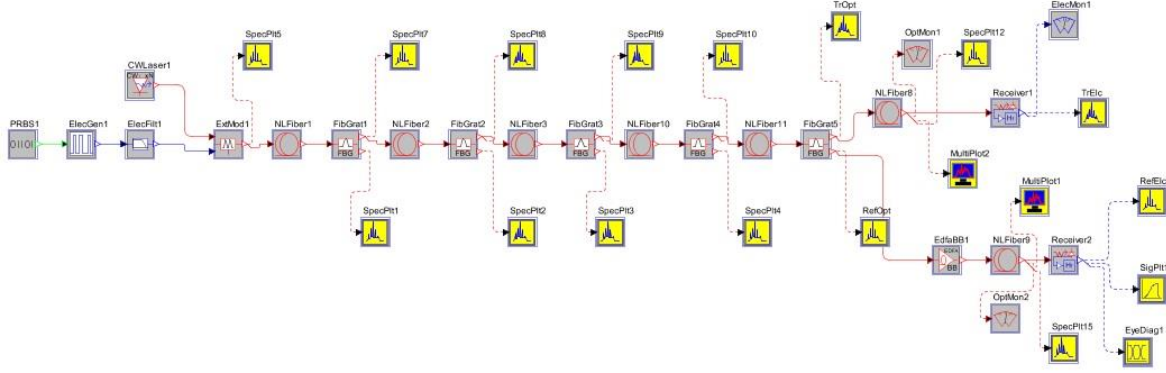 TrOpt
ElecMon1
SpecPlt5
SpecPlt7
SpecPlt8
SpecPlt9
SpecPlt10
OptMon1
SpecPlt12
CWLaser1
NLFiber8
Receiver1
TrElc
PRBS1
ElecGen1
ElecFilt1
ExtMod1
NLFiber1
FibGrat1
NLFiber2
FibGrat2
NLFiber3
FibGrat3
NLFiber10
FibGrat4
NLFiber11
FibGrat5
01101
FBG
FBG
FBG
FBG
FBG
MultiPlot2
MultiPlot1
RefElc
SpecPlt1
SpecPlt2
SpecPlt3
SpecPlt4
RefOpt
EdfaBB1
NLFiber9
Receiver2
EDFA
BB
SigPlt1
OptMon2
SpecPlt15
EyeDiag1